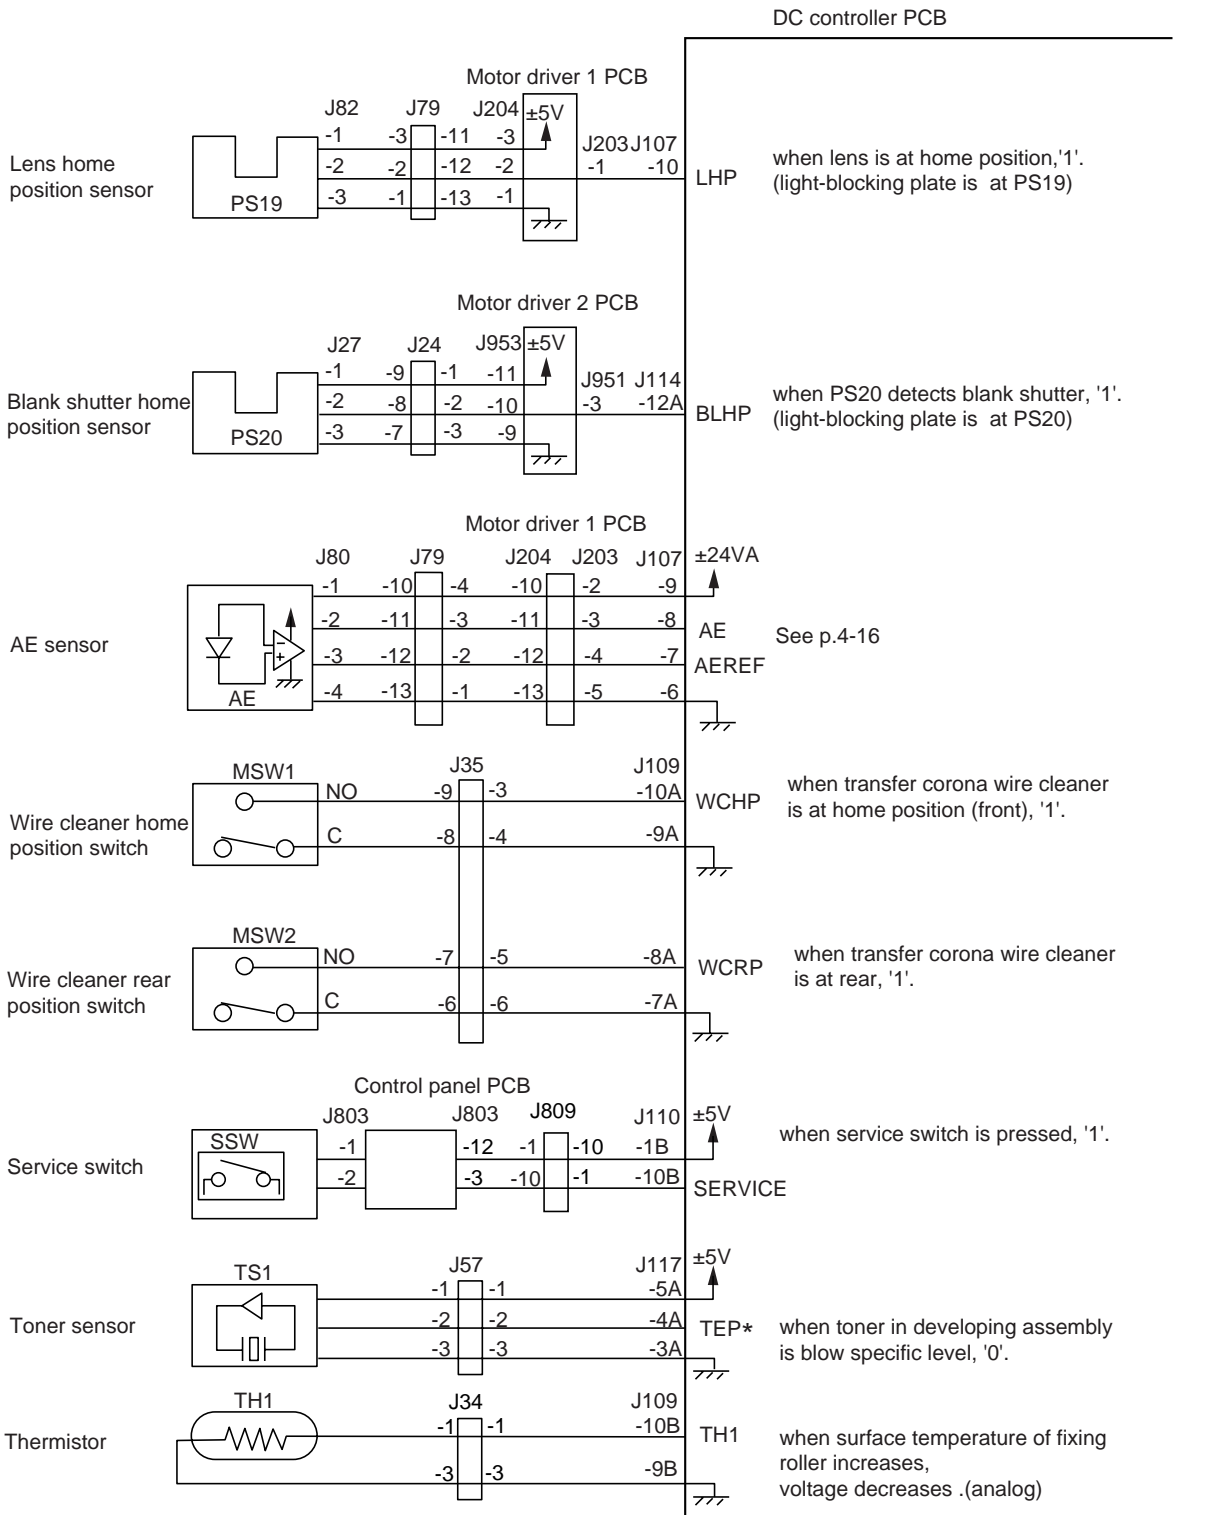 DC controller PCB
Motor driver 1 PCB
J82 J79 J204 ±5V
J203 J107
-1 -3 -11 -3
-2 -2 -12 -2 -1 -10
-3 -1 -13 -1
Lens home
position sensor
PS19
LHP
when lens is at home position,'1'.
(light-blocking plate is at PS19)
Motor driver 2 PCB
J27 J24 J953 ±5V
J951 J114
-1 -9 -1 -11
-2 -8 -2 -10 -3 -12A
-3 -7 -3 -9
Blank shutter home
position sensor
PS20
BLHP
when PS20 detects blank shutter, '1'.
(light-blocking plate is at PS20)
Motor driver 1 PCB
J80 J79 J204 J203 J107 ±24VA
-1 -10 -4 -10 -2 -9
-2 -11 -3 -11 -3 -8
-3 -12 -2 -12 -4 -7
-4 -13 -1 -13 -5 -6
AE sensor
- +
AE
AE
AEREF
See p.4-16
MSW1 J35 J109
NO -9 -3 -10A
C -8 -4 -9A
Wire cleaner home
position switch
WCHP
when transfer corona wire cleaner
is at home position (front), '1'.
MSW2
NO -7 -5 -8A
C -6 -6 -7A
Wire cleaner rear
position switch
WCRP
when transfer corona wire cleaner
is at rear, '1'.
Control panel PCB
J803 J803 J809 J110 ±5V
SSW
-1 -12 -1 -10 -1B
-2 -3 -10 -1 -10B
Service switch
SERVICE
when service switch is pressed, '1'.
TS1 J57 J117 ±5V
-1 -1 -5A
-2 -2 -4A
-3 -3 -3A
Toner sensor
TEP*
when toner in developing assembly
is blow specific level, '0'.
TH1 J34 J109
-1 -1 -10B
-3 -3 -9B
Thermistor
TH1
when surface temperature of fixing
roller increases,
voltage decreases .(analog)